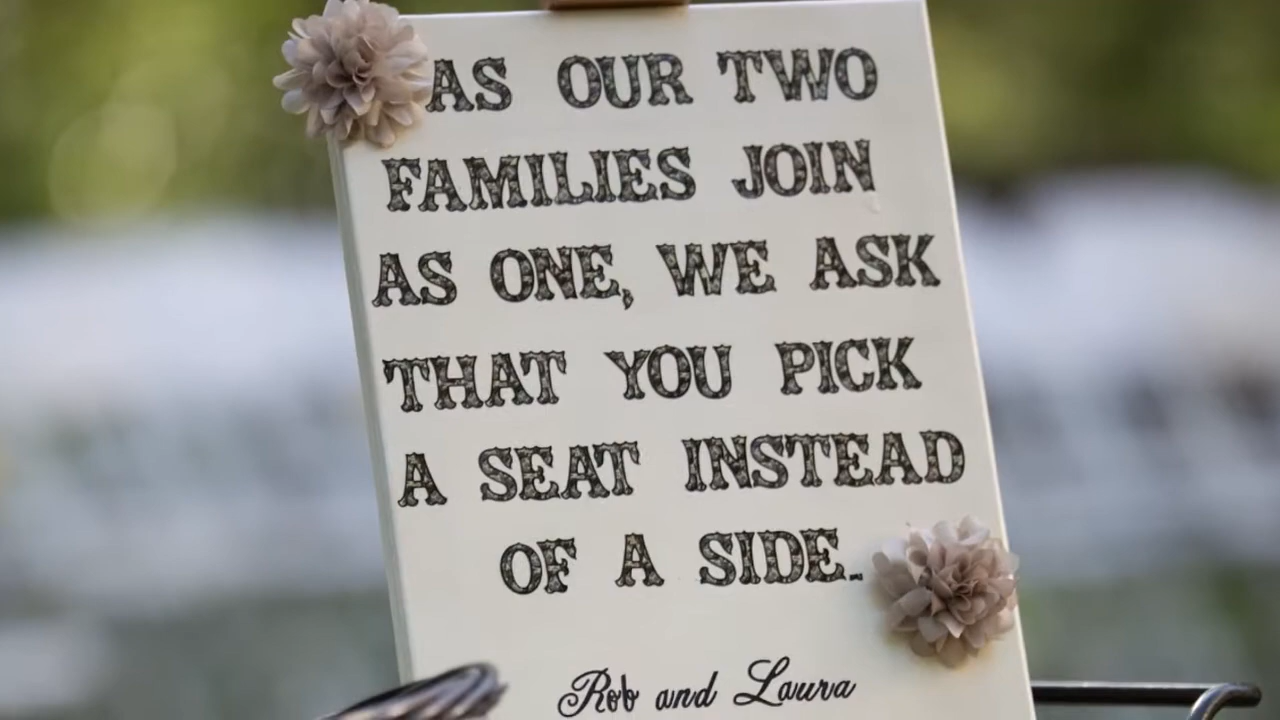 AS OUR TWO
FAMILIES JOIN
AS ONE, WE ASK
THAT YOU PICK
A SEAT INSTEAD
OF A SIDE..
Rob and Laura